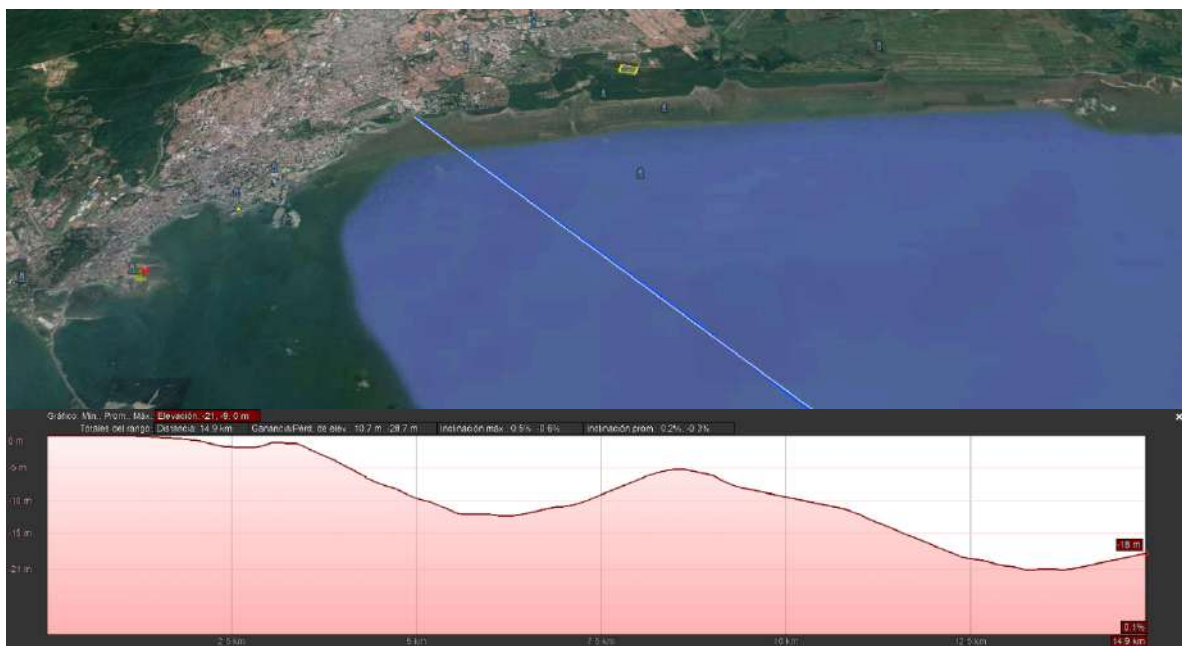 Gráfico: Mín., Prom., Máx. Elevación: -21, -9, 0 m
Totales del rango: Distancia: 14.9 km Ganancia/Pérd. de elev.: 10.7 m, -28.7 m Inclinación máx.: 0.5%, -0.6% Inclinación prom.: 0.2%, -0.3%
0 m
-5 m
-10 m
-15 m
-21 m
-18 m
0.1%
2.5 km 5 km 7.5 km 10 km 12.5 km 14.9 km